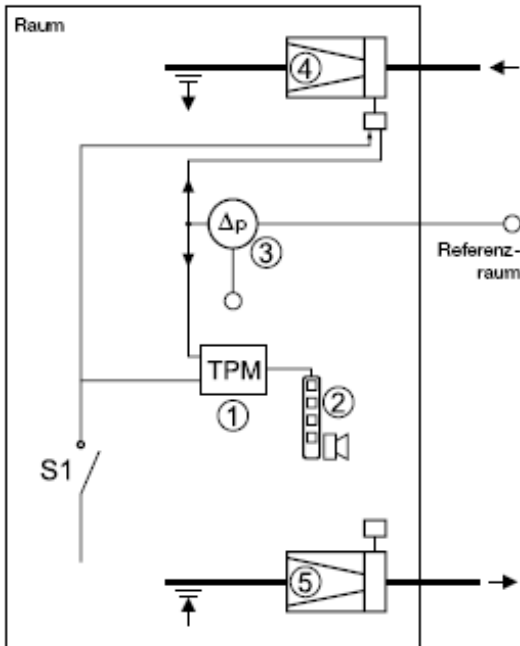 Raum
④
Δp
③
Referenz-
raum
TPM
①
②
S1
⑤